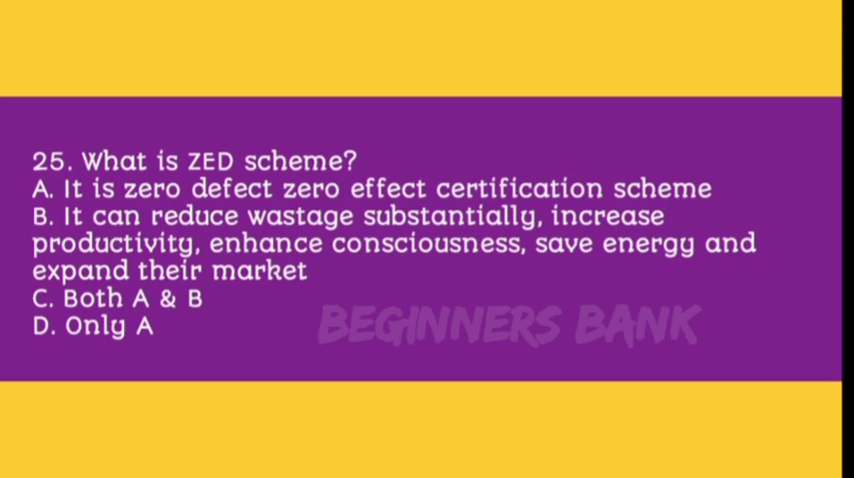 25. What is ZED scheme?
A. It is zero defect zero effect certification scheme
B. It can reduce wastage substantially, increase
productivity, enhance consciousness, save energy and
expand their market
C. Both A & B
D. Only A
BEGINNERS BANK